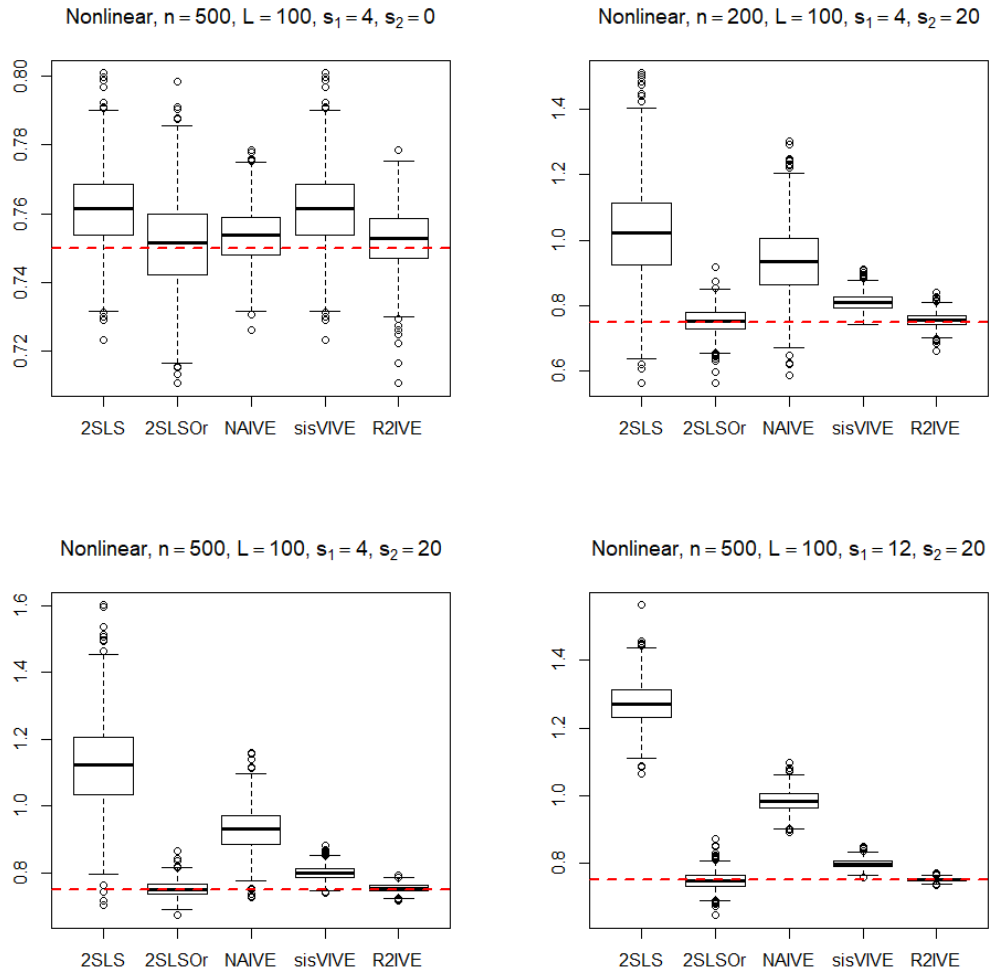 Nonlinear, n = 500, L = 100, s₁ = 4, s₂ = 0
0.80
0.78
0.76
0.74
0.72
2SLS 2SLSOr NAIVE sisVIVE R2IVE
Nonlinear, n = 200, L = 100, s₁ = 4, s₂ = 20
1.4
1.2
1.0
0.8
0.6
2SLS 2SLSOr NAIVE sisVIVE R2IVE
Nonlinear, n = 500, L = 100, s₁ = 4, s₂ = 20
1.6
1.4
1.2
1.0
0.8
2SLS 2SLSOr NAIVE sisVIVE R2IVE
Nonlinear, n = 500, L = 100, s₁ = 12, s₂ = 20
1.4
1.2
1.0
0.8
2SLS 2SLSOr NAIVE sisVIVE R2IVE